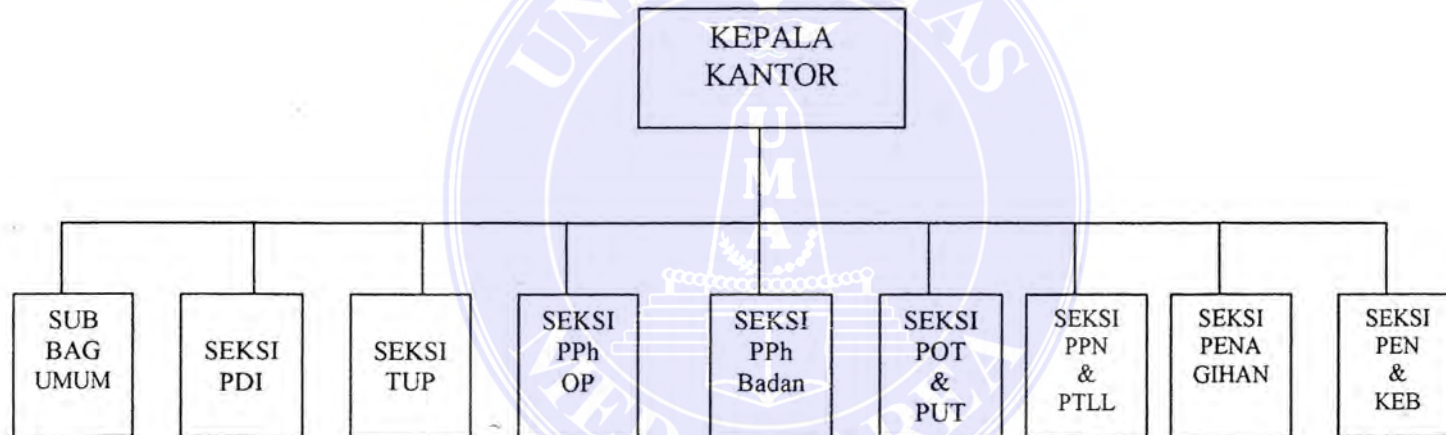 KEPALA
KANTOR
SUB
BAG
UMUM
SEKSI
PDI
SEKSI
TUP
SEKSI
PPh
OP
SEKSI
PPh
Badan
SEKSI
POT
&
PUT
SEKSI
PPN
&
PTLL
SEKSI
PENA
GIHAN
SEKSI
PEN
&
KEB
UMA